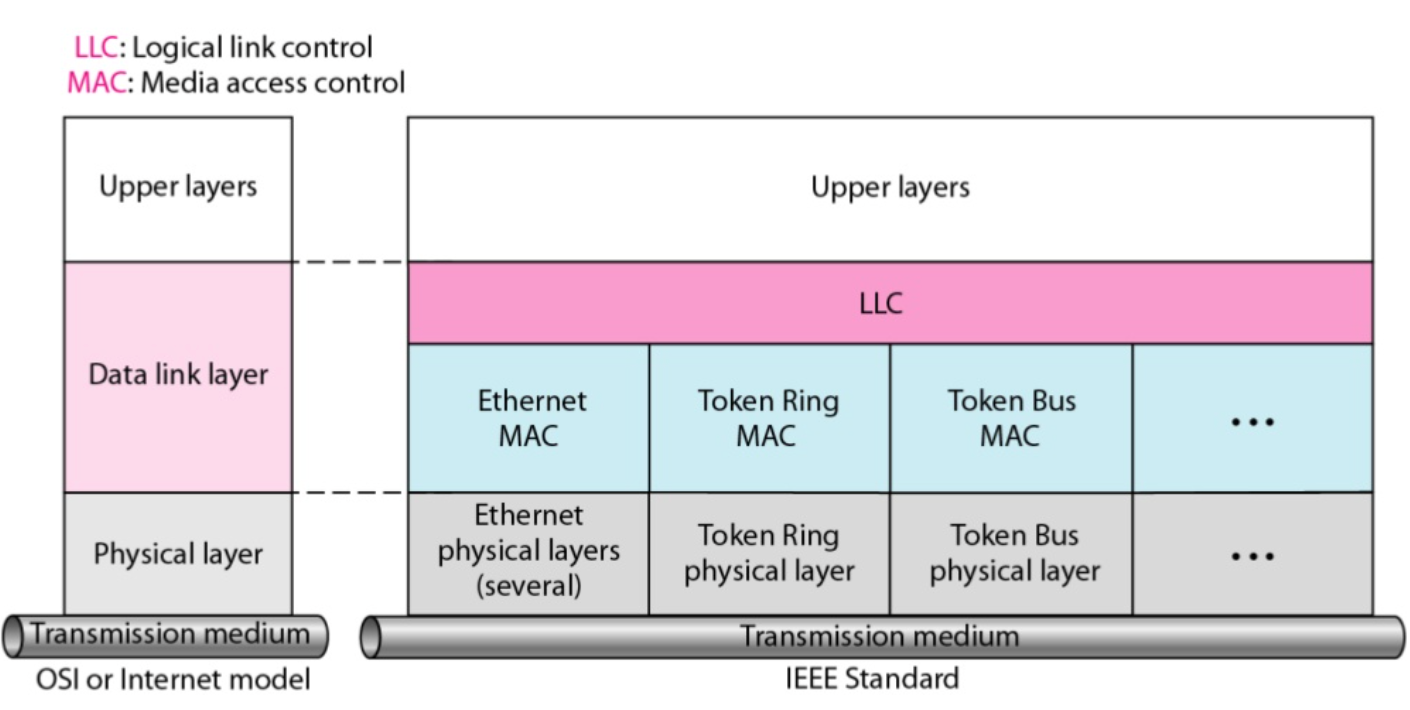 LLC: Logical link control
MAC: Media access control
Upper layers
Data link layer
Physical layer
Transmission medium
OSI or Internet model
Upper layers
LLC
Ethernet
MAC
Token Ring
MAC
Token Bus
MAC
...
Ethernet
physical layers
(several)
Token Ring
physical layer
Token Bus
physical layer
...
Transmission medium
IEEE Standard